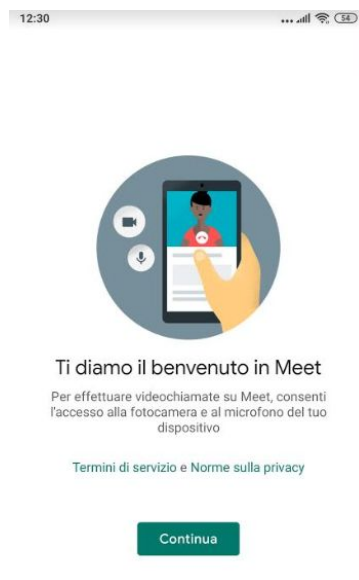 12:30
54
Ti diamo il benvenuto in Meet
Per effettuare videochiamate su Meet, consenti
l'accesso alla fotocamera e al microfono del tuo
dispositivo
Termini di servizio e Norme sulla privacy
Continua